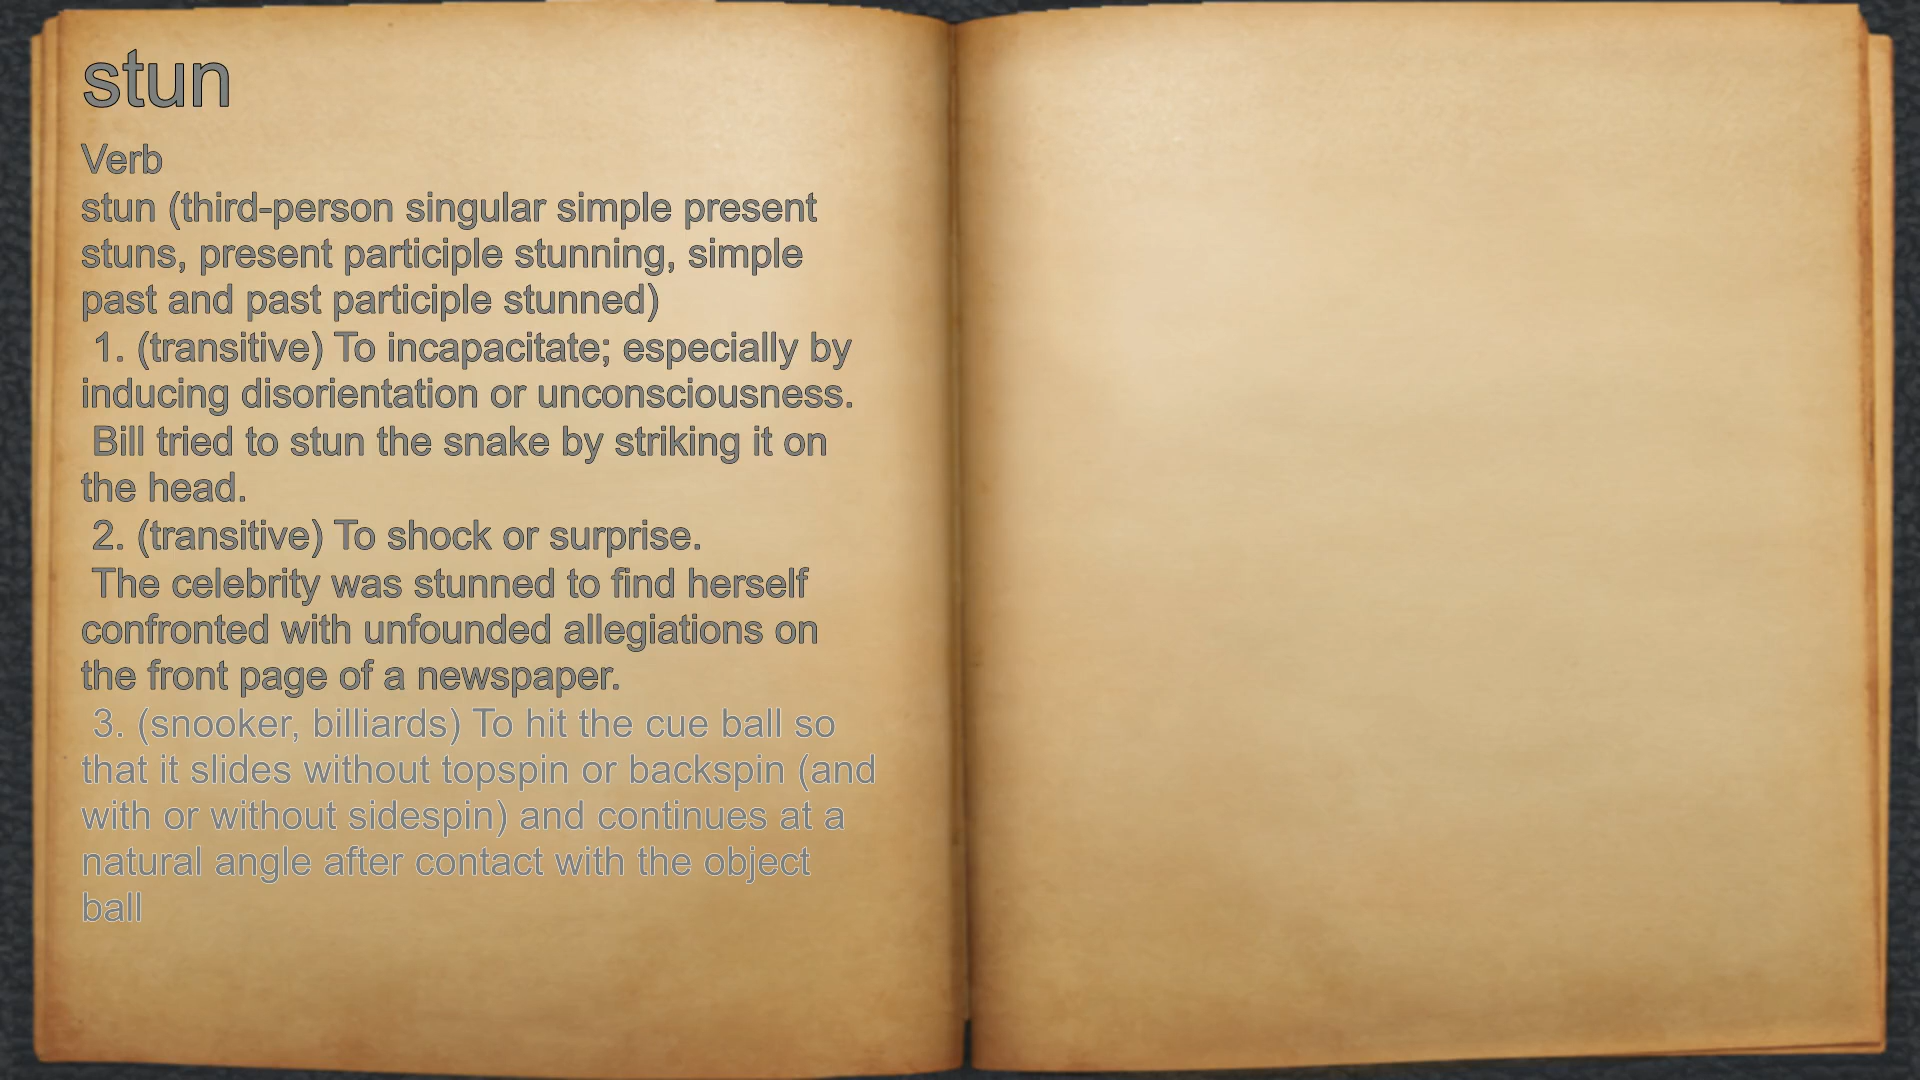 stun
Verb
stun (third-person singular simple present
stuns, present participle stunning, simple
past and past participle stunned)
1. (transitive) To incapacitate; especially by
inducing disorientation or unconsciousness.
Bill tried to stun the snake by striking it on
the head.
2. (transitive) To shock or surprise.
The celebrity was stunned to find herself
confronted with unfounded allegiations on
the front page of a newspaper.
3. (snooker, billiards) To hit the cue ball so
that it slides without topspin or backspin (and
with or without sidespin) and continues at a
natural angle after contact with the object
ball